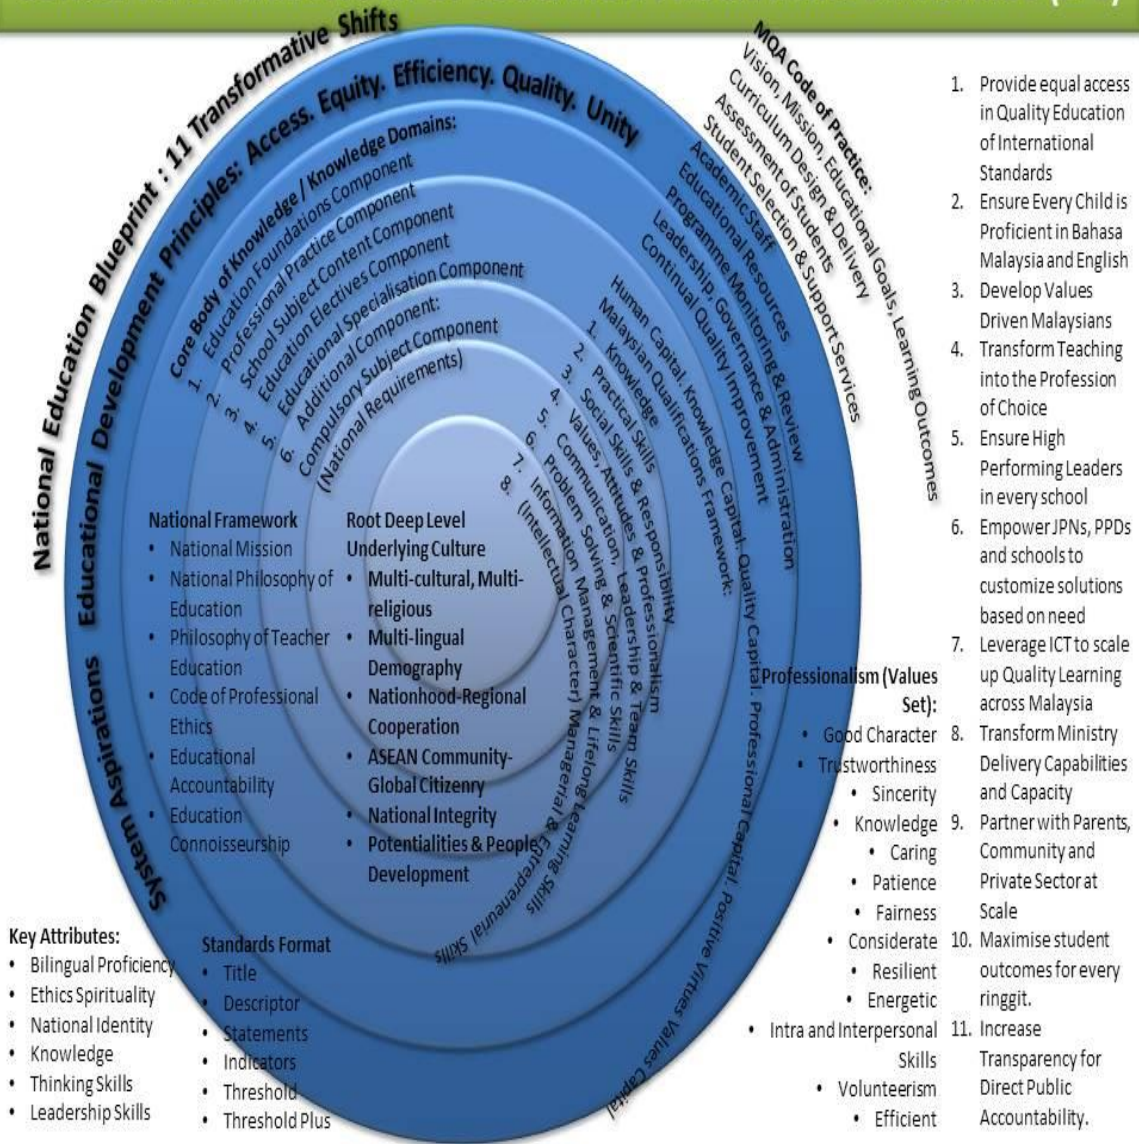 National Education Blueprint : 11 Transformative Shifts
System Aspirations Educational Development Principles: Access. Equity. Efficiency. Quality. Unity
Core Body of Knowledge / Knowledge Domains:
1. Education Foundations Component
2. Professional Practice Component
3. School Subject Content Component
4. Education Electives Component
5. Educational Specialisation Component
6. Additional Component:
Compulsory Subject Component
(National Requirements)
MQA Code of Practice:
Vision, Mission, Educational Goals, Learning Outcomes
Curriculum Design & Delivery
Assessment of Students
Student Selection & Support Services
Academic Staff
Educational Resources
Programme Monitoring & Review
Leadership, Governance & Administration
Continual Quality Improvement
Human Capital. Knowledge Capital. Quality Capital. Professional Capital. Positive Virtues Values Capital
Malaysian Qualifications Framework:
1. Knowledge
2. Practical Skills
3. Social Skills & Responsibility
4. Values, Attitudes & Professionalism
5. Communication, Leadership & Team Skills
6. Problem Solving & Scientific Skills
7. Information Management & Lifelong Learning Skills
8. (Intellectual Character) Managerial & Entrepreneurial Skills
National Framework
• National Mission
• National Philosophy of
Education
• Philosophy of Teacher
Education
• Code of Professional
Ethics
• Educational
Accountability
• Education
Connoisseurship
Root Deep Level
Underlying Culture
• Multi-cultural, Multi-
religious
• Multi-lingual
Demography
• Nationhood-Regional
Cooperation
• ASEAN Community-
Global Citizenry
• National Integrity
• Potentialities & People
Development
Key Attributes:
• Bilingual Proficiency
• Ethics Spirituality
• National Identity
• Knowledge
• Thinking Skills
• Leadership Skills
Standards Format
• Title
• Descriptor
• Statements
• Indicators
• Threshold
• Threshold Plus
Professionalism (Values
Set):
• Good Character
• Trustworthiness
• Sincerity
• Knowledge
• Caring
• Patience
• Fairness
• Considerate
• Resilient
• Energetic
• Intra and Interpersonal
Skills
• Volunteerism
• Efficient
1. Provide equal access
in Quality Education
of International
Standards
2. Ensure Every Child is
Proficient in Bahasa
Malaysia and English
3. Develop Values
Driven Malaysians
4. Transform Teaching
into the Profession
of Choice
5. Ensure High
Performing Leaders
in every school
6. Empower JPNs, PPDs
and schools to
customize solutions
based on need
7. Leverage ICT to scale
up Quality Learning
across Malaysia
8. Transform Ministry
Delivery Capabilities
and Capacity
9. Partner with Parents,
Community and
Private Sector at
Scale
10. Maximise student
outcomes for every
ringgit.
11. Increase
Transparency for
Direct Public
Accountability.